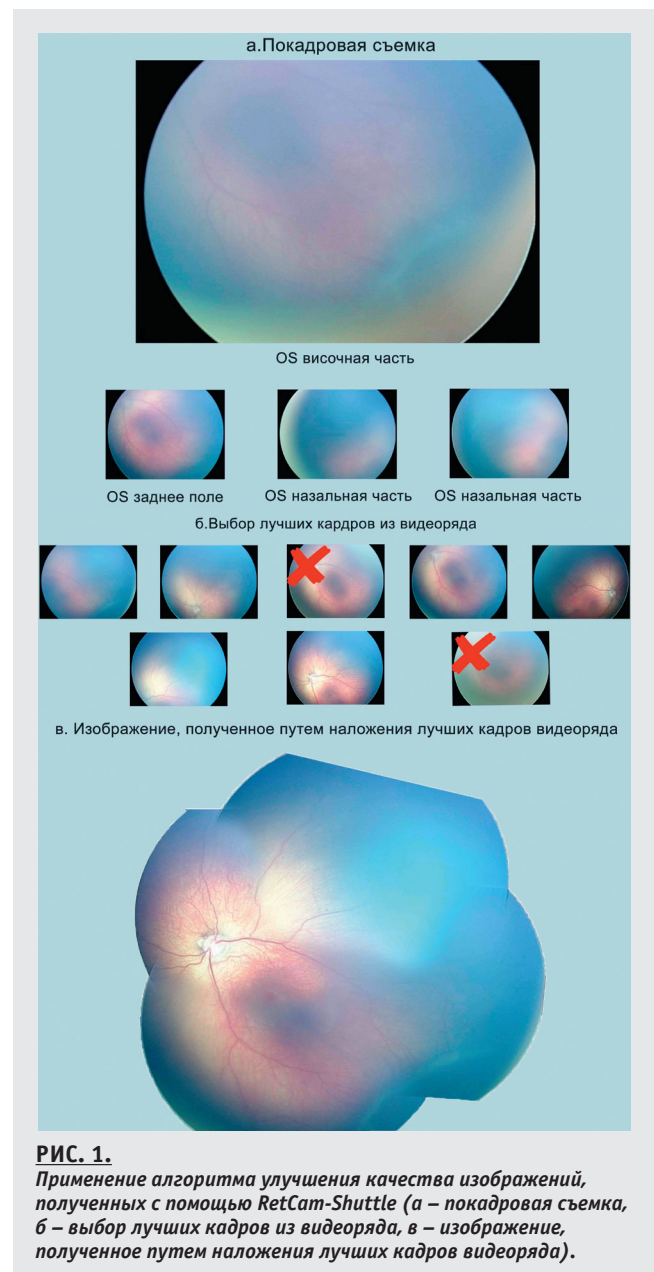 а.Покадровая съемка
OS височная часть
OS заднее поле
OS назальная часть
OS назальная часть
б.Выбор лучших кардров из видеоряда
в. Изображение, полученное путем наложения лучших кадров видеоряда
РИС. 1.
Применение алгоритма улучшения качества изображений,
полученных с помощью RetCam-Shuttle (а – покадровая съемка,
б – выбор лучших кадров из видеоряда, в – изображение,
полученное путем наложения лучших кадров видеоряда).